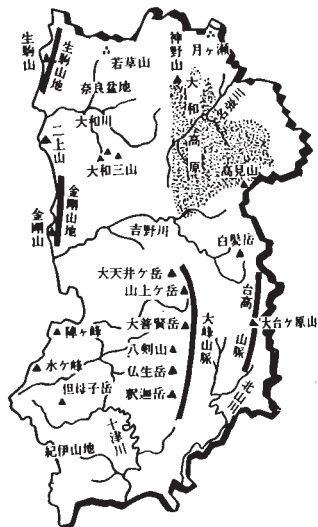 生駒山
生駒山地
若草山
奈良盆地
神野山
月ヶ瀬
大和高原
名張川
大和川
二上山
大和三山
高見山
金剛山地
金剛山
吉野川
白髪岳
大天井ヶ岳
山上ヶ岳
大普賢岳
八剣山
仏生岳
釈迦岳
大峰山脈
台高山脈
大台ヶ原山
北山川
陣ヶ峰
水ヶ峰
但母子岳
十津川
紀伊山地